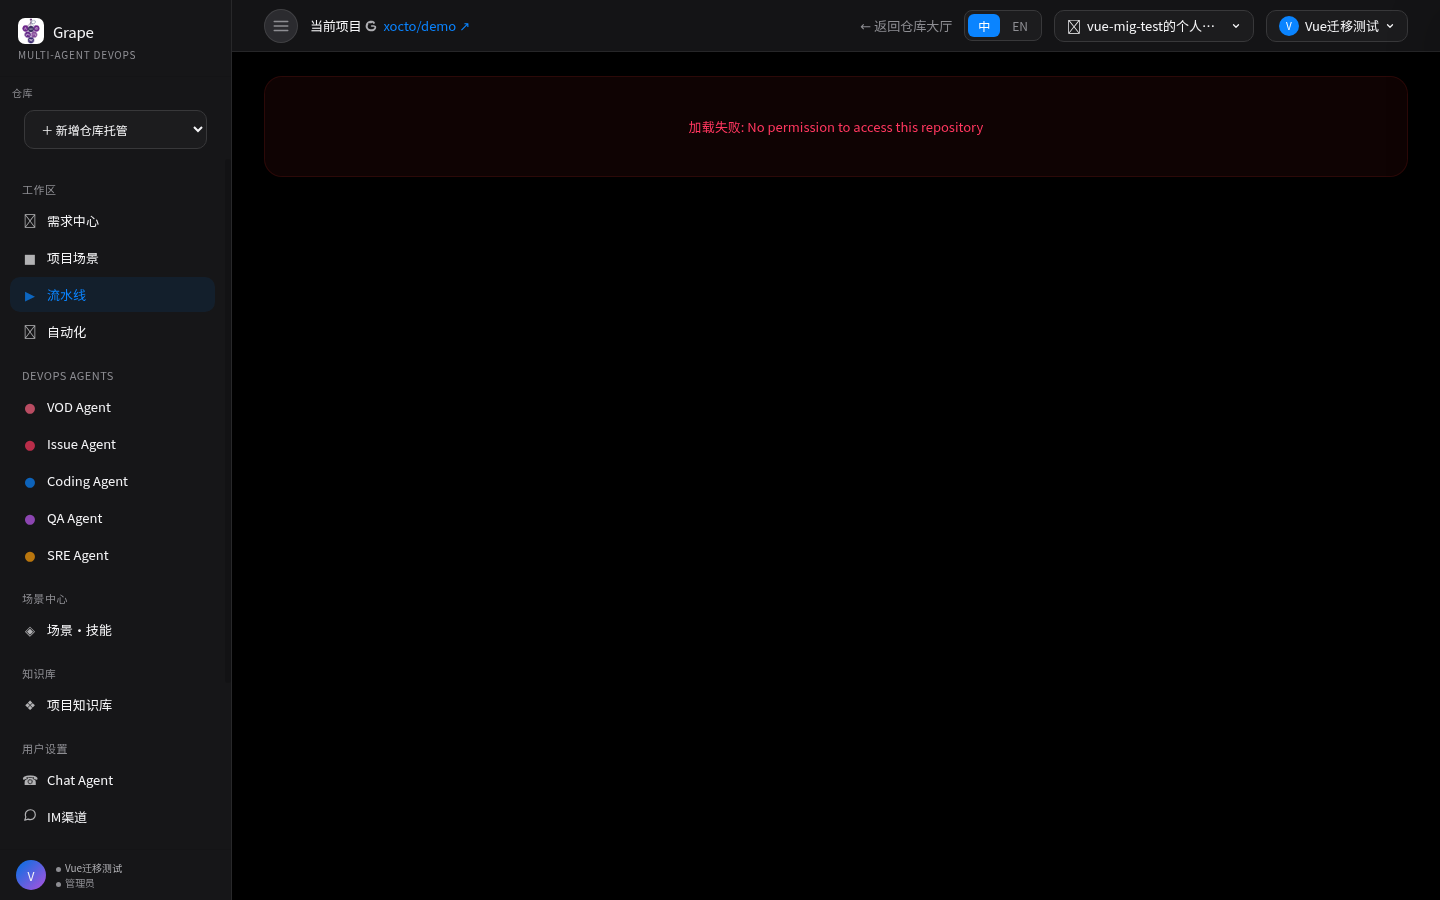 Grape
MULTI-AGENT DEVOPS
仓库
＋ 新增仓库托管
工作区
需求中心
项目场景
流水线
自动化
DEVOPS AGENTS
VOD Agent
Issue Agent
Coding Agent
QA Agent
SRE Agent
场景中心
场景·技能
知识库
项目知识库
用户设置
Chat Agent
IM渠道
V
Vue迁移测试
管理员
当前项目 G xocto/demo ↗
← 返回仓库大厅
中 EN
vue-mig-test的个人…
V Vue迁移测试
加载失败: No permission to access this repository